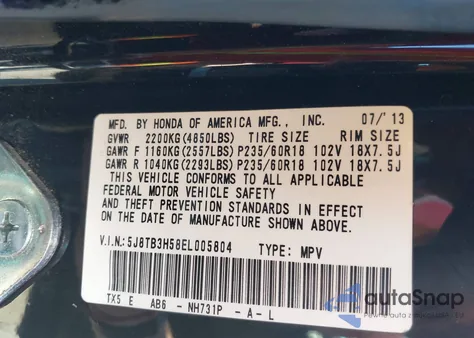 MFD. BY HONDA OF AMERICA MFG., INC. 07/'13
GVWR 2200KG(4850LBS) TIRE SIZE RIM SIZE
GAWR F 1160KG(2557LBS)P235/60R18 102V 18X7.5J
GAWR R 1040KG(2293LBS)P235/60R18 102V 18X7.5J
THIS VEHICLE CONFORMS TO ALL APPLICABLE
FEDERAL MOTOR VEHICLE SAFETY
AND THEFT PREVENTION STANDARDS IN EFFECT
ON THE DATE OF MANUFACTURE SHOWN ABOVE.
V.I.N.:5J8TB3H58EL005804 TYPE: MPV
TX5 E AB6 - NH731P - A - L
autoSnap
Pewne auta z